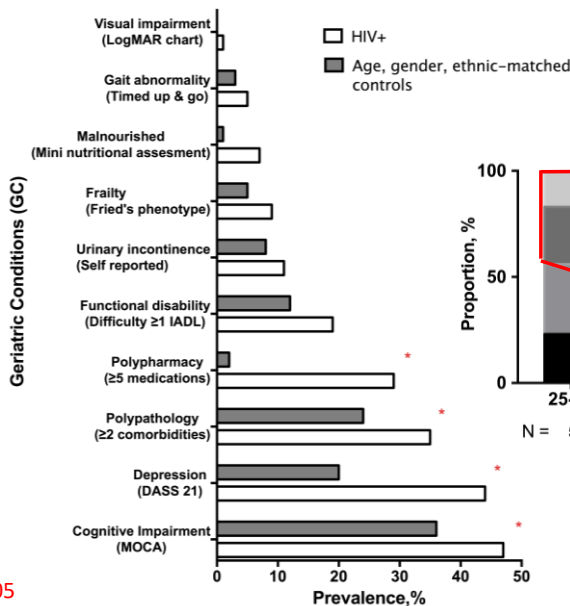 Visual impairment
(LogMAR chart)
Gait abnormality
(Timed up & go)
Malnourished
(Mini nutritional assesment)
Frailty
(Fried's phenotype)
Urinary incontinence
(Self reported)
Functional disability
(Difficulty ≥1 IADL)
Polypharmacy
(≥5 medications)
Polypathology
(≥2 comorbidities)
Depression
(DASS 21)
Cognitive Impairment
(MOCA)
Geriatric Conditions (GC)
0 10 20 30 40 50
Prevalence,%
HIV+
Age, gender, ethnic-matched
controls
*
*
*
*
Proportion, %
100
50
0
25-
N =
05